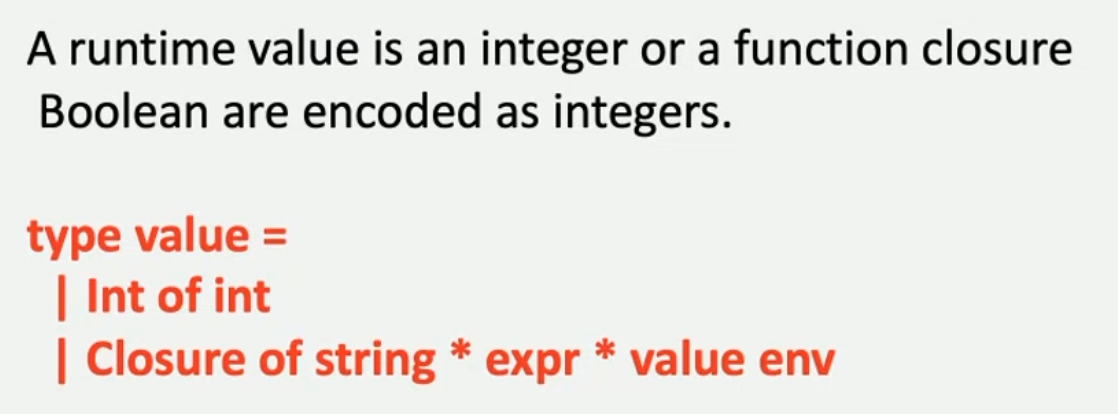 A runtime value is an integer or a function closure
Boolean are encoded as integers.
type value =
| Int of int
| Closure of string * expr * value env